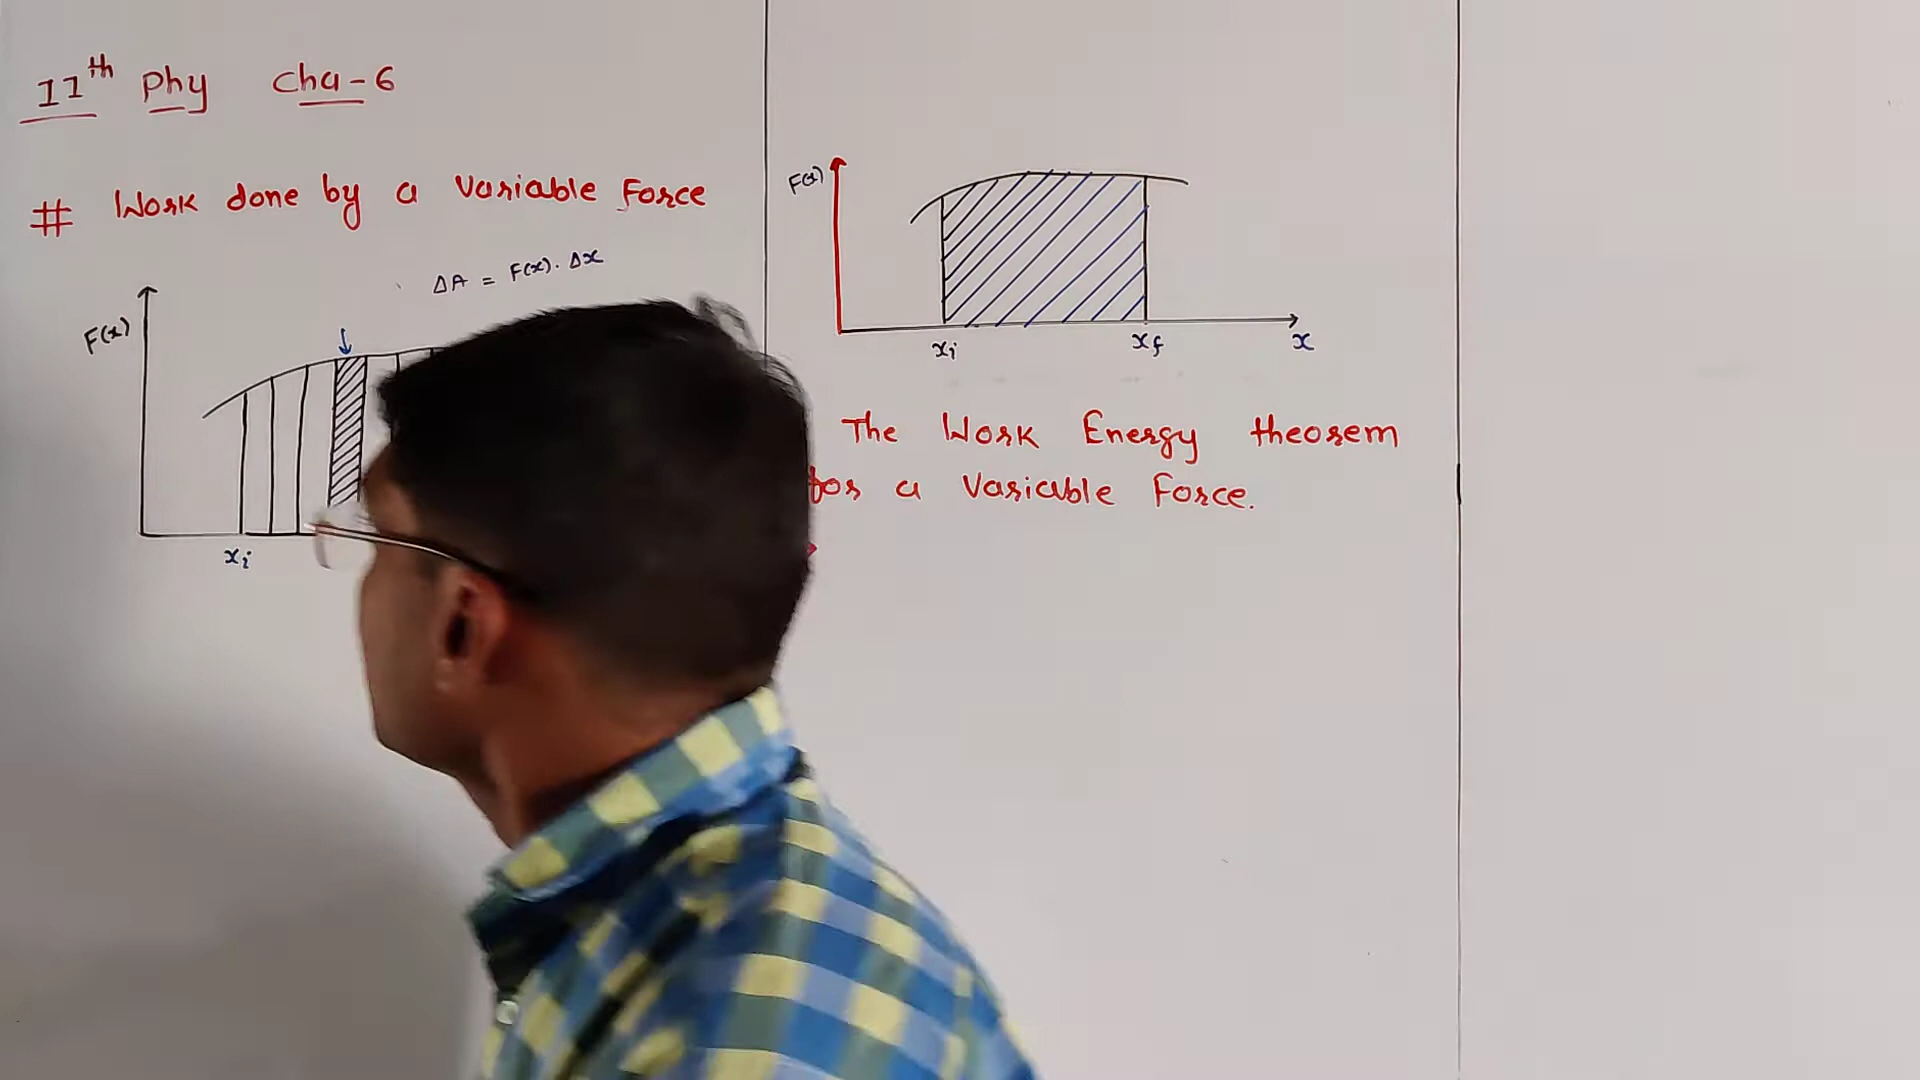 11th Phy Cha-6
# Work done by a Variable Force
ΔA = F(x). Δx
F(x)
xi
F(x)
xi
xf
x
The Work Energy theorem
for a Variable Force.